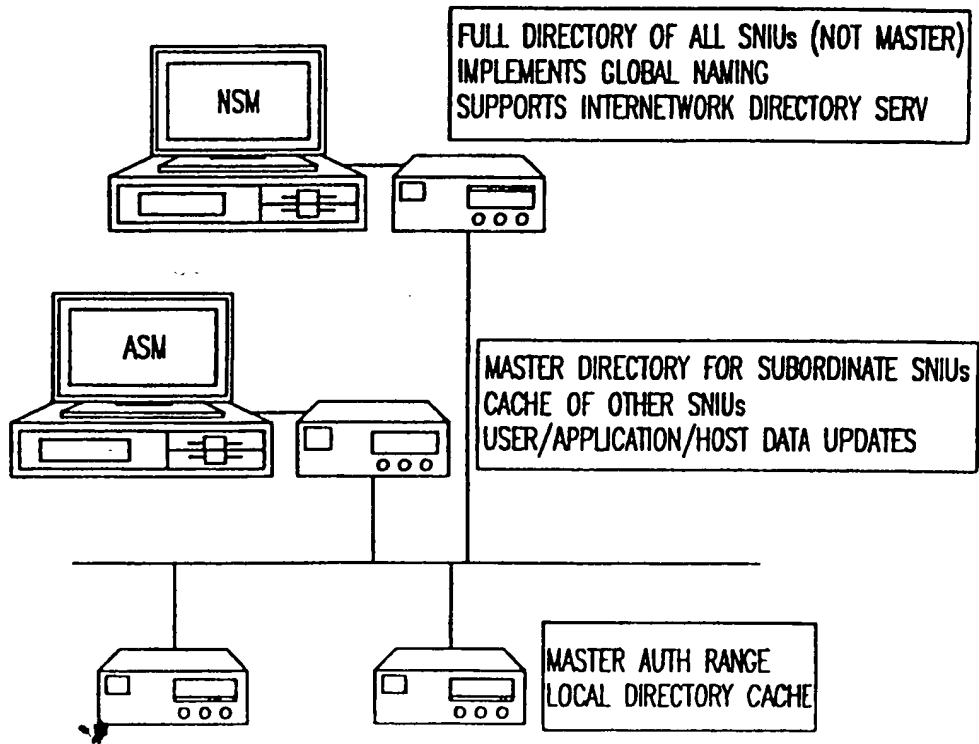 NSM
FULL DIRECTORY OF ALL SNIUs (NOT MASTER)
IMPLEMENTS GLOBAL NAMING
SUPPORTS INTERNETWORK DIRECTORY SERV
ASM
MASTER DIRECTORY FOR SUBORDINATE SNIUs
CACHE OF OTHER SNIUs
USER/APPLICATION/HOST DATA UPDATES
MASTER AUTH RANGE
LOCAL DIRECTORY CACHE